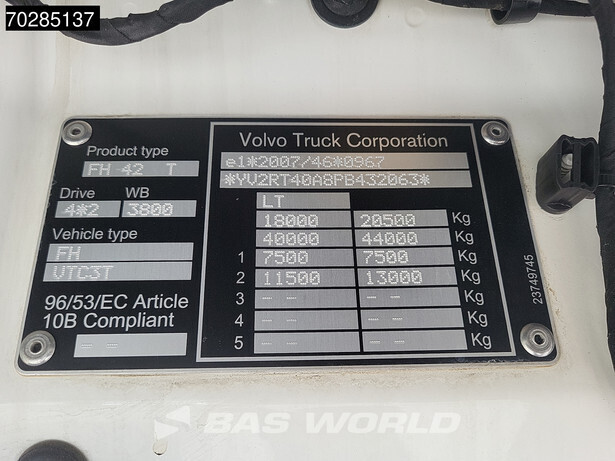 70285137
Product type
FH 42 T
Drive WB
4*2 3800
Vehicle type
FH
VTC3T
96/53/EC Article
10B Compliant
-- --
Volvo Truck Corporation
e1*2007/46*0967
*YV2RT40A8PB432063*
LT
18000 20500 Kg
40000 44000 Kg
1 7500 7500 Kg
2 11500 13000 Kg
3 -- -- -- -- Kg
4 -- -- -- -- Kg
5 -- -- -- -- Kg
23749745
BAS WORLD